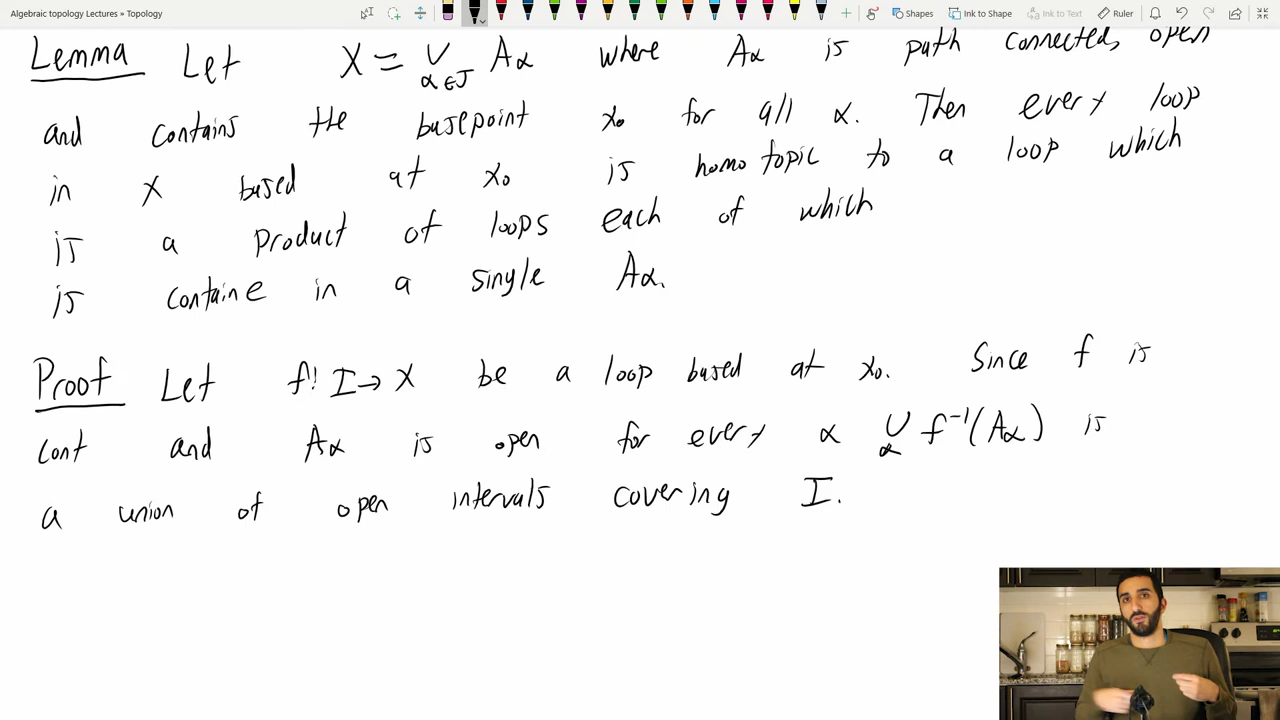 Algebraic topology Lectures » Topology
Shapes Ink to Shape Ink to Text Ruler
Lemma Let X = ∪ α∈J Aα where Aα is path connected, open
and contains the basepoint x₀ for all α. Then every loop
in X based at x₀ is homotopic to a loop which
is a product of loops each of which
is containe in a single Aα.
Proof Let f: I → X be a loop based at x₀. Since f is
cont and Aα is open for every α ∪α f⁻¹(Aα) is
a union of open intervals covering I.